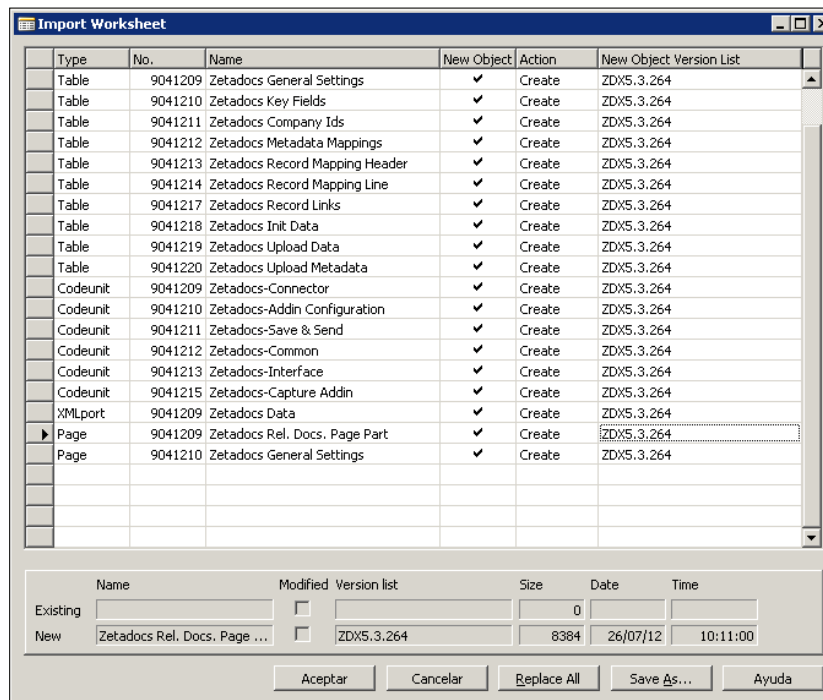 Import Worksheet
Type No. Name New Object Action New Object Version List
Table 9041209 Zetadocs General Settings ✔ Create ZDX5.3.264
Table 9041210 Zetadocs Key Fields ✔ Create ZDX5.3.264
Table 9041211 Zetadocs Company Ids ✔ Create ZDX5.3.264
Table 9041212 Zetadocs Metadata Mappings ✔ Create ZDX5.3.264
Table 9041213 Zetadocs Record Mapping Header ✔ Create ZDX5.3.264
Table 9041214 Zetadocs Record Mapping Line ✔ Create ZDX5.3.264
Table 9041217 Zetadocs Record Links ✔ Create ZDX5.3.264
Table 9041218 Zetadocs Init Data ✔ Create ZDX5.3.264
Table 9041219 Zetadocs Upload Data ✔ Create ZDX5.3.264
Table 9041220 Zetadocs Upload Metadata ✔ Create ZDX5.3.264
Codeunit 9041209 Zetadocs-Connector ✔ Create ZDX5.3.264
Codeunit 9041210 Zetadocs-Addin Configuration ✔ Create ZDX5.3.264
Codeunit 9041211 Zetadocs-Save & Send ✔ Create ZDX5.3.264
Codeunit 9041212 Zetadocs-Common ✔ Create ZDX5.3.264
Codeunit 9041213 Zetadocs-Interface ✔ Create ZDX5.3.264
Codeunit 9041215 Zetadocs-Capture Addin ✔ Create ZDX5.3.264
XMLport 9041209 Zetadocs Data ✔ Create ZDX5.3.264
Page 9041209 Zetadocs Rel. Docs. Page Part ✔ Create ZDX5.3.264
Page 9041210 Zetadocs General Settings ✔ Create ZDX5.3.264
Name Modified Version list Size Date Time
Existing 0
New Zetadocs Rel. Docs. Page ... ZDX5.3.264 8384 26/07/12 10:11:00
Aceptar Cancelar Replace All Save As... Ayuda